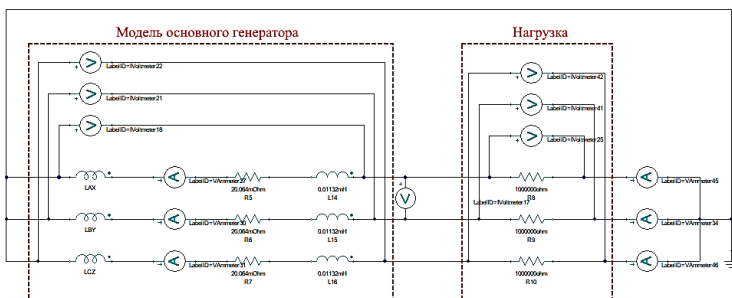 Модель основного генератора
Нагрузка
LabelID=IVoltmeter22
LabelID=IVoltmeter42
LabelID=IVoltmeter21
LabelID=IVoltmeter41
LabelID=IVoltmeter18
LabelID=IVoltmeter25
LAX
LabelID=VAmmeter27
20.064mOhm
R5
0.01132mH
L14
1000000ohm
R8
LabelID=VAmmeter45
LabelID=IVoltmeter17
LBY
LabelID=VAmmeter30
20.064mOhm
R6
0.01132mH
L15
1000000ohm
R9
LabelID=VAmmeter34
LCZ
LabelID=VAmmeter31
20.064mOhm
R7
0.01132mH
L16
1000000ohm
R10
LabelID=VAmmeter46